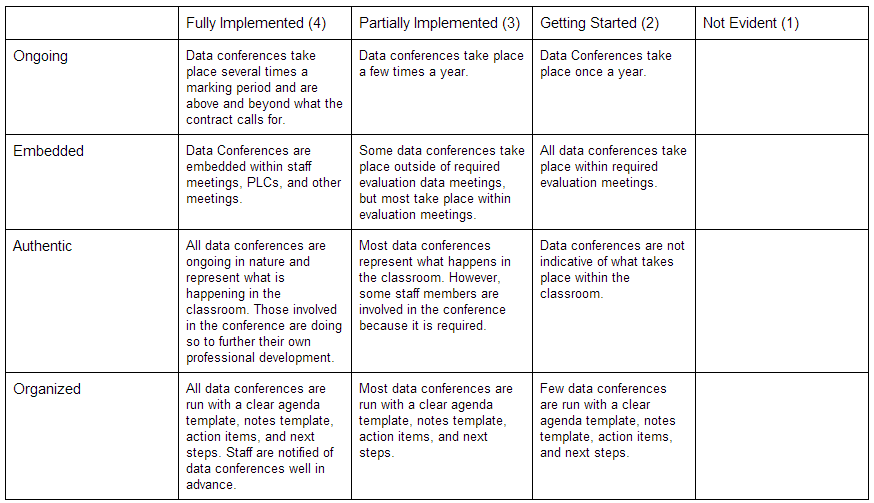 Fully Implemented (4)
Partially Implemented (3)
Getting Started (2)
Not Evident (1)
Ongoing
Data conferences take
place several times a
marking period and are
above and beyond what the
contract calls for.
Data conferences take place
a few times a year.
Data Conferences take
place once a year.
Embedded
Data Conferences are
embedded within staff
meetings, PLCs, and other
meetings.
Some data conferences take
place outside of required
evaluation data meetings,
but most take place within
evaluation meetings.
All data conferences take
place within required
evaluation meetings.
Authentic
All data conferences are
ongoing in nature and
represent what is
happening in the
classroom. Those involved
in the conference are doing
so to further their own
professional development.
Most data conferences
represent what happens in
the classroom. However,
some staff members are
involved in the conference
because it is required.
Data conferences are not
indicative of what takes
place within the
classroom.
Organized
All data conferences are
run with a clear agenda
template, notes template,
action items, and next
steps. Staff are notified of
data conferences well in
advance.
Most data conferences are
run with a clear agenda
template, notes template,
action items, and next
steps.
Few data conferences
are run with a clear
agenda template, notes
template, action items,
and next steps.